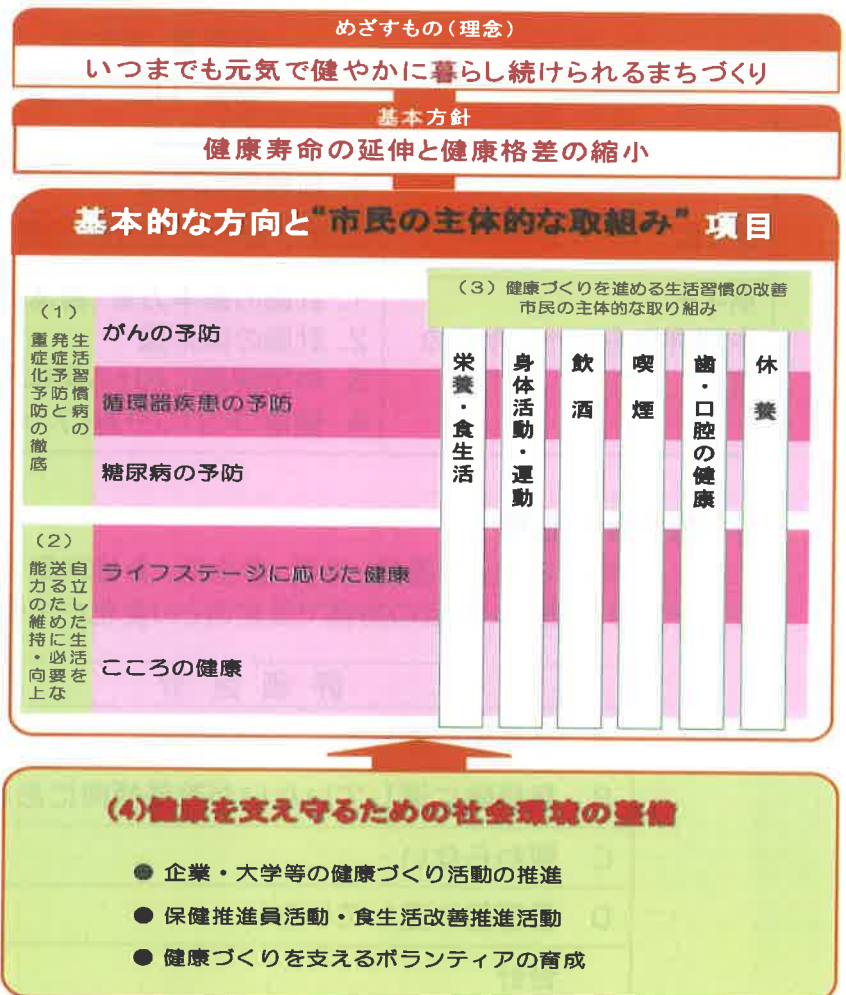 めざすもの（理念）
いつまでも元気で健やかに暮らし続けられるまちづくり
基本方針
健康寿命の延伸と健康格差の縮小
基本的な方向と"市民の主体的な取組み" 項目
（1）
生活習慣病の
発症予防と
重症化予防の徹底
がんの予防
循環器疾患の予防
糖尿病の予防
（2）
自立した生活を
送るために必要な
能力の維持・向上
ライフステージに応じた健康
こころの健康
（3）健康づくりを進める生活習慣の改善
市民の主体的な取り組み
栄養・食生活
身体活動・運動
飲酒
喫煙
歯・口腔の健康
休養
(4)健康を支え守るための社会環境の整備
● 企業・大学等の健康づくり活動の推進
● 保健推進員活動・食生活改善推進活動
● 健康づくりを支えるボランティアの育成